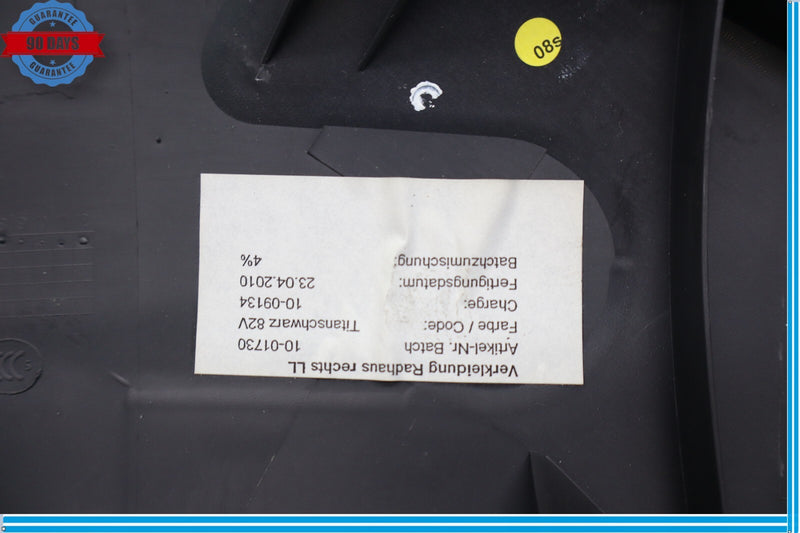 GUARANTEE
90 DAYS
GUARANTEE
08s
Verkleidung Radhaus rechts LL
Artikel-Nr. Batch 10-01730
Farbe / Code: Titanschwarz 82V
Charge: 10-09134
Fertigungsdatum: 23.04.2010
Batchzumischung: 4%